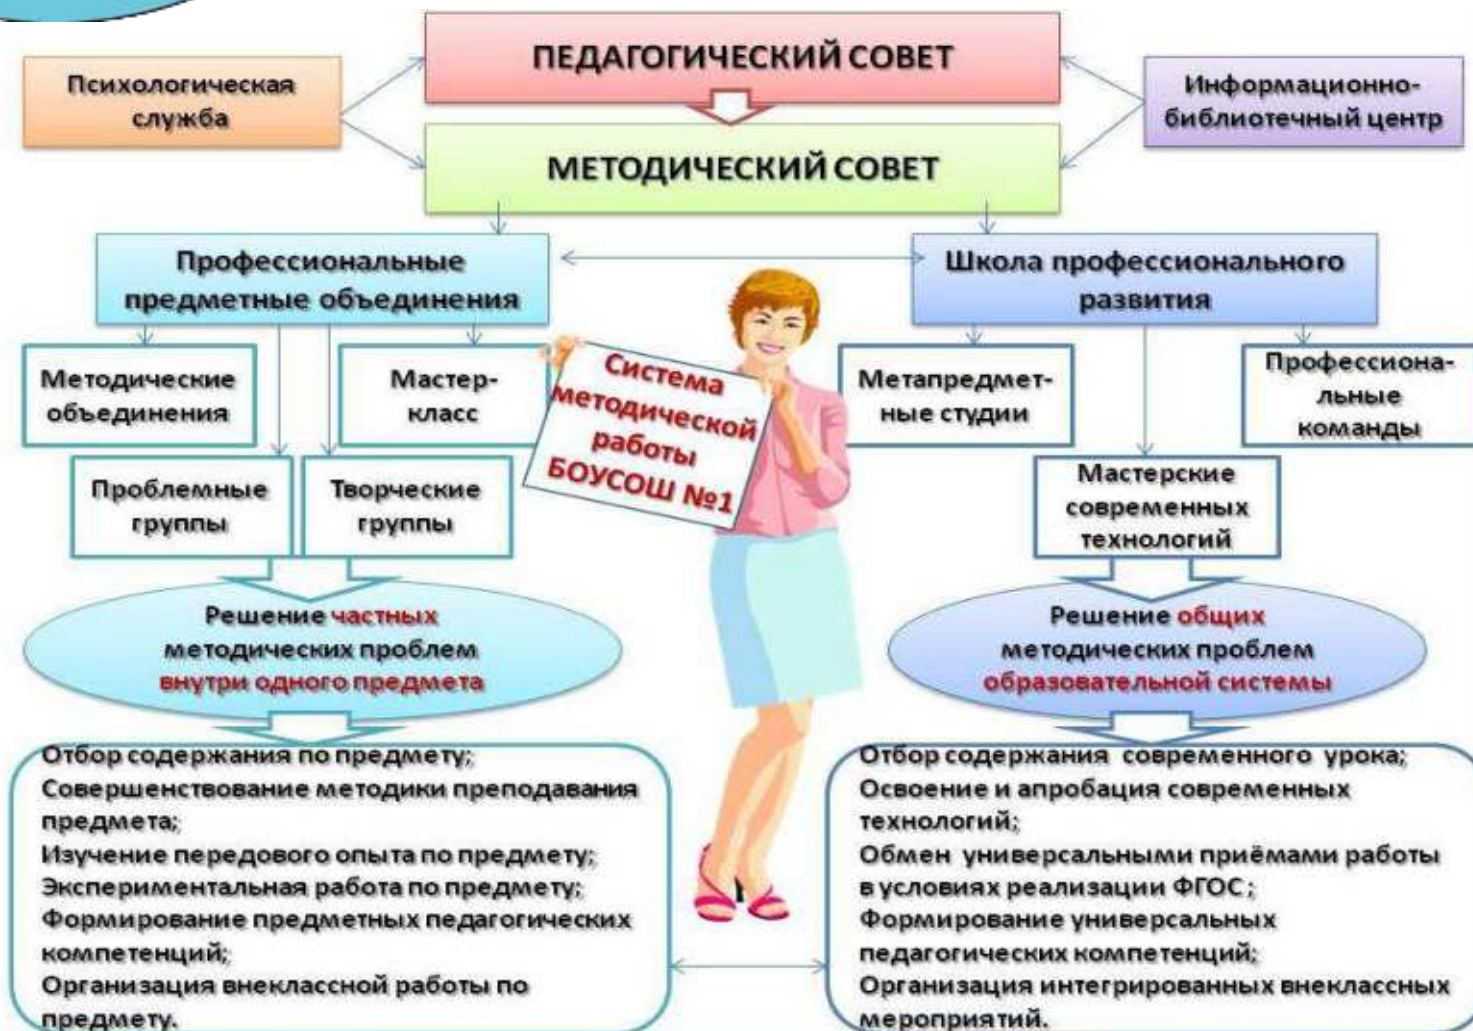 ПЕДАГОГИЧЕСКИЙ СОВЕТ
Психологическая
служба
Информационно-
библиотечный центр
МЕТОДИЧЕСКИЙ СОВЕТ
Профессиональные
предметные объединения
Школа профессионального
развития
Методические
объединения
Мастер-
класс
Проблемные
группы
Творческие
группы
Система
методической
работы
БОУСОШ №1
Метапредмет-
ные студии
Профессиона-
льные
команды
Мастерские
современных
технологий
Решение частных
методических проблем
внутри одного предмета
Решение общих
методических проблем
образовательной системы
Отбор содержания по предмету;
Совершенствование методики преподавания
предмета;
Изучение передового опыта по предмету;
Экспериментальная работа по предмету;
Формирование предметных педагогических
компетенций;
Организация внеклассной работы по
предмету.
Отбор содержания современного урока;
Освоение и апробация современных
технологий;
Обмен универсальными приёмами работы
в условиях реализации ФГОС;
Формирование универсальных
педагогических компетенций;
Организация интегрированных внеклассных
мероприятий.